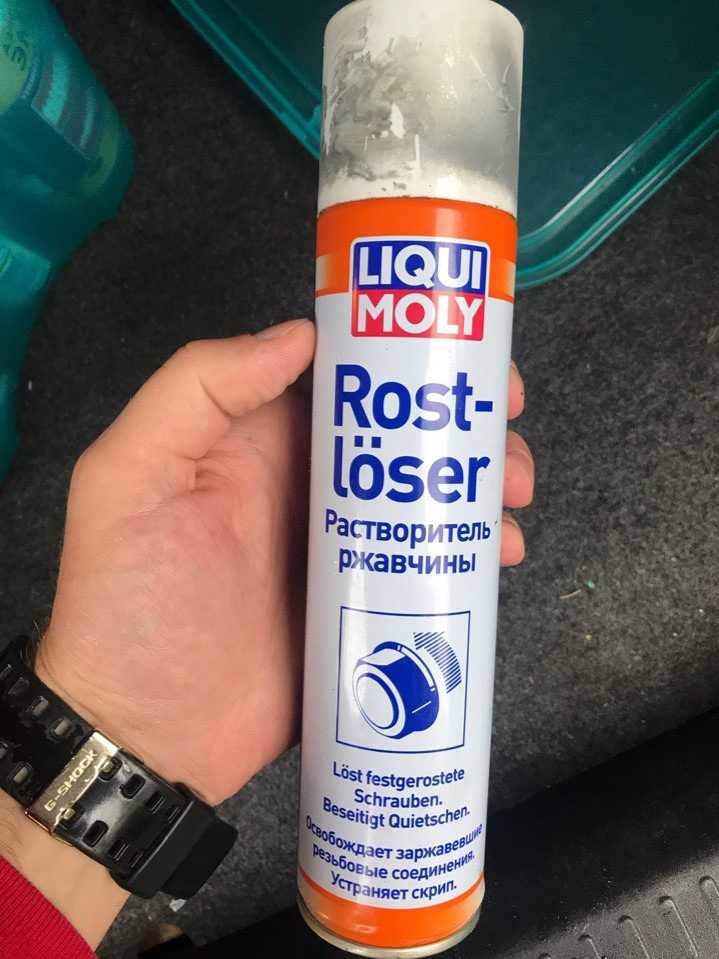 LIQUI
MOLY
Rost-
löser
Растворитель
ржавчины
Löst festgerostete
Schrauben.
Beseitigt Quietschen.
Освобождает заржавевшие
резьбовые соединения.
Устраняет скрип.
G-SHOCK